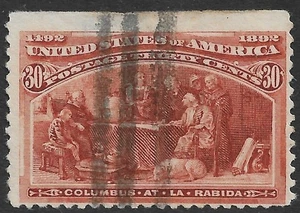 1492 1892
UNITED STATES OF AMERICA
POSTAGE THIRTY CENTS
30 30
COLUMBUS AT LA RABIDA